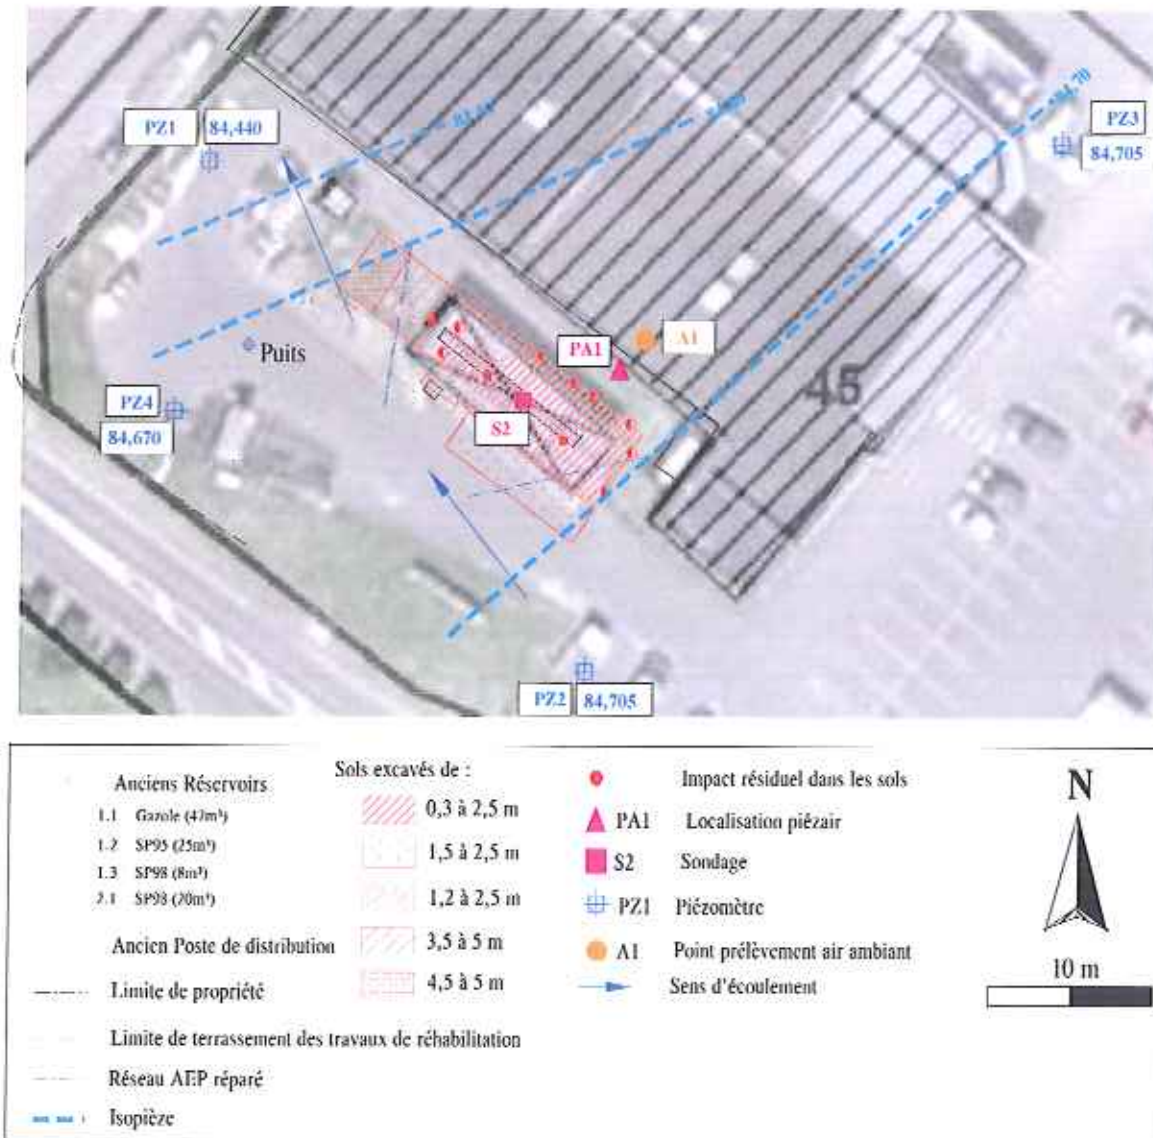 PZ1 84,440
84,70
PZ3
84,705
PA1
A1
45
Puits
PZ4
84,670
S2
PZ2 84,705
Anciens Réservoirs
1.1 Gazole (47m³)
1.2 SP95 (25m³)
1.3 SP98 (8m³)
2.1 SP98 (20m³)
Ancien Poste de distribution
Limite de propriété
Limite de terrassement des travaux de réhabilitation
Réseau AEP réparé
Isopièze
Sols excavés de :
0,3 à 2,5 m
1,5 à 2,5 m
1,2 à 2,5 m
3,5 à 5 m
4,5 à 5 m
Impact résiduel dans les sols
PA1 Localisation piézair
S2 Sondage
PZ1 Piézomètre
A1 Point prélèvement air ambiant
Sens d'écoulement
N
10 m